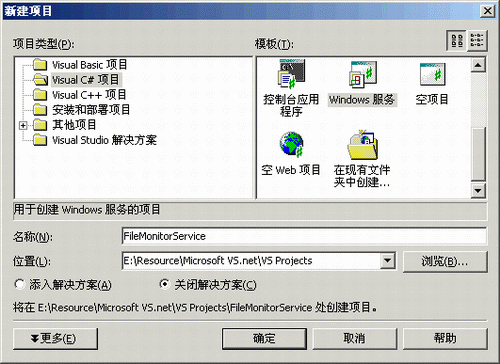 新建项目
项目类型(P):
模板(T):
Visual Basic 项目
Visual C# 项目
Visual C++ 项目
安装和部署项目
其他项目
Visual Studio 解决方案
控制台应用
程序
Windows 服务
空项目
空 Web 项目
在现有文件
夹中创建...
用于创建 Windows 服务的项目
名称(N):
FileMonitorService
位置(L):
E:\Resource\Microsoft VS.net\VS Projects
浏览(B)...
添入解决方案(A)
关闭解决方案(C)
将在 E:\Resource\Microsoft VS.net\VS Projects\FileMonitorService 处创建项目。
更多(E)
确定
取消
帮助